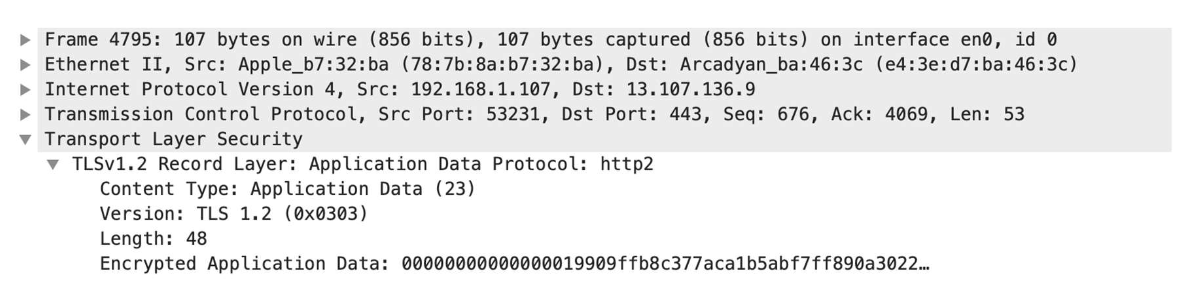 Frame 4795: 107 bytes on wire (856 bits), 107 bytes captured (856 bits) on interface en0, id 0
Ethernet II, Src: Apple_b7:32:ba (78:7b:8a:b7:32:ba), Dst: Arcadyan_ba:46:3c (e4:3e:d7:ba:46:3c)
Internet Protocol Version 4, Src: 192.168.1.107, Dst: 13.107.136.9
Transmission Control Protocol, Src Port: 53231, Dst Port: 443, Seq: 676, Ack: 4069, Len: 53
Transport Layer Security
TLSv1.2 Record Layer: Application Data Protocol: http2
Content Type: Application Data (23)
Version: TLS 1.2 (0x0303)
Length: 48
Encrypted Application Data: 00000000000000019909ffb8c377aca1b5abf7ff890a3022…